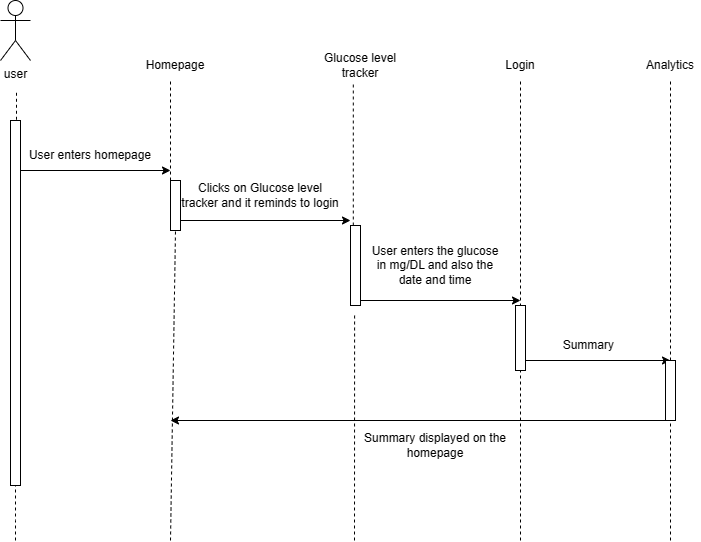 user
Homepage
Glucose level
tracker
Login
Analytics
User enters homepage
Clicks on Glucose level
tracker and it reminds to login
User enters the glucose
in mg/DL and also the
date and time
Summary
Summary displayed on the
homepage